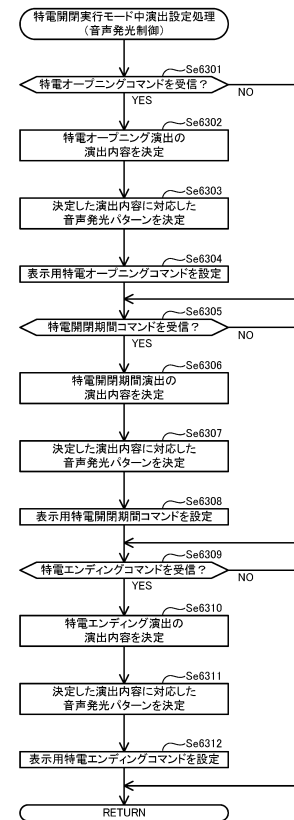 特電開閉実行モード中演出設定処理
(音声発光制御)
Se6301
特電オープニングコマンドを受信?
NO
YES
Se6302
特電オープニング演出の
演出内容を決定
Se6303
決定した演出内容に対応した
音声発光パターンを決定
Se6304
表示用特電オープニングコマンドを設定
Se6305
特電開閉期間コマンドを受信?
NO
YES
Se6306
特電開閉期間演出の
演出内容を決定
Se6307
決定した演出内容に対応した
音声発光パターンを決定
Se6308
表示用特電開閉期間コマンドを設定
Se6309
特電エンディングコマンドを受信?
NO
YES
Se6310
特電エンディング演出の
演出内容を決定
Se6311
決定した演出内容に対応した
音声発光パターンを決定
Se6312
表示用特電エンディングコマンドを設定
RETURN